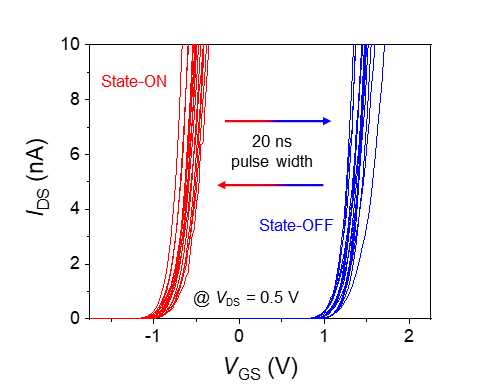 10
8
6
4
2
0
I_DS (nA)
State-ON
20 ns
pulse width
State-OFF
@ V_DS = 0.5 V
-1
0
1
2
V_GS (V)